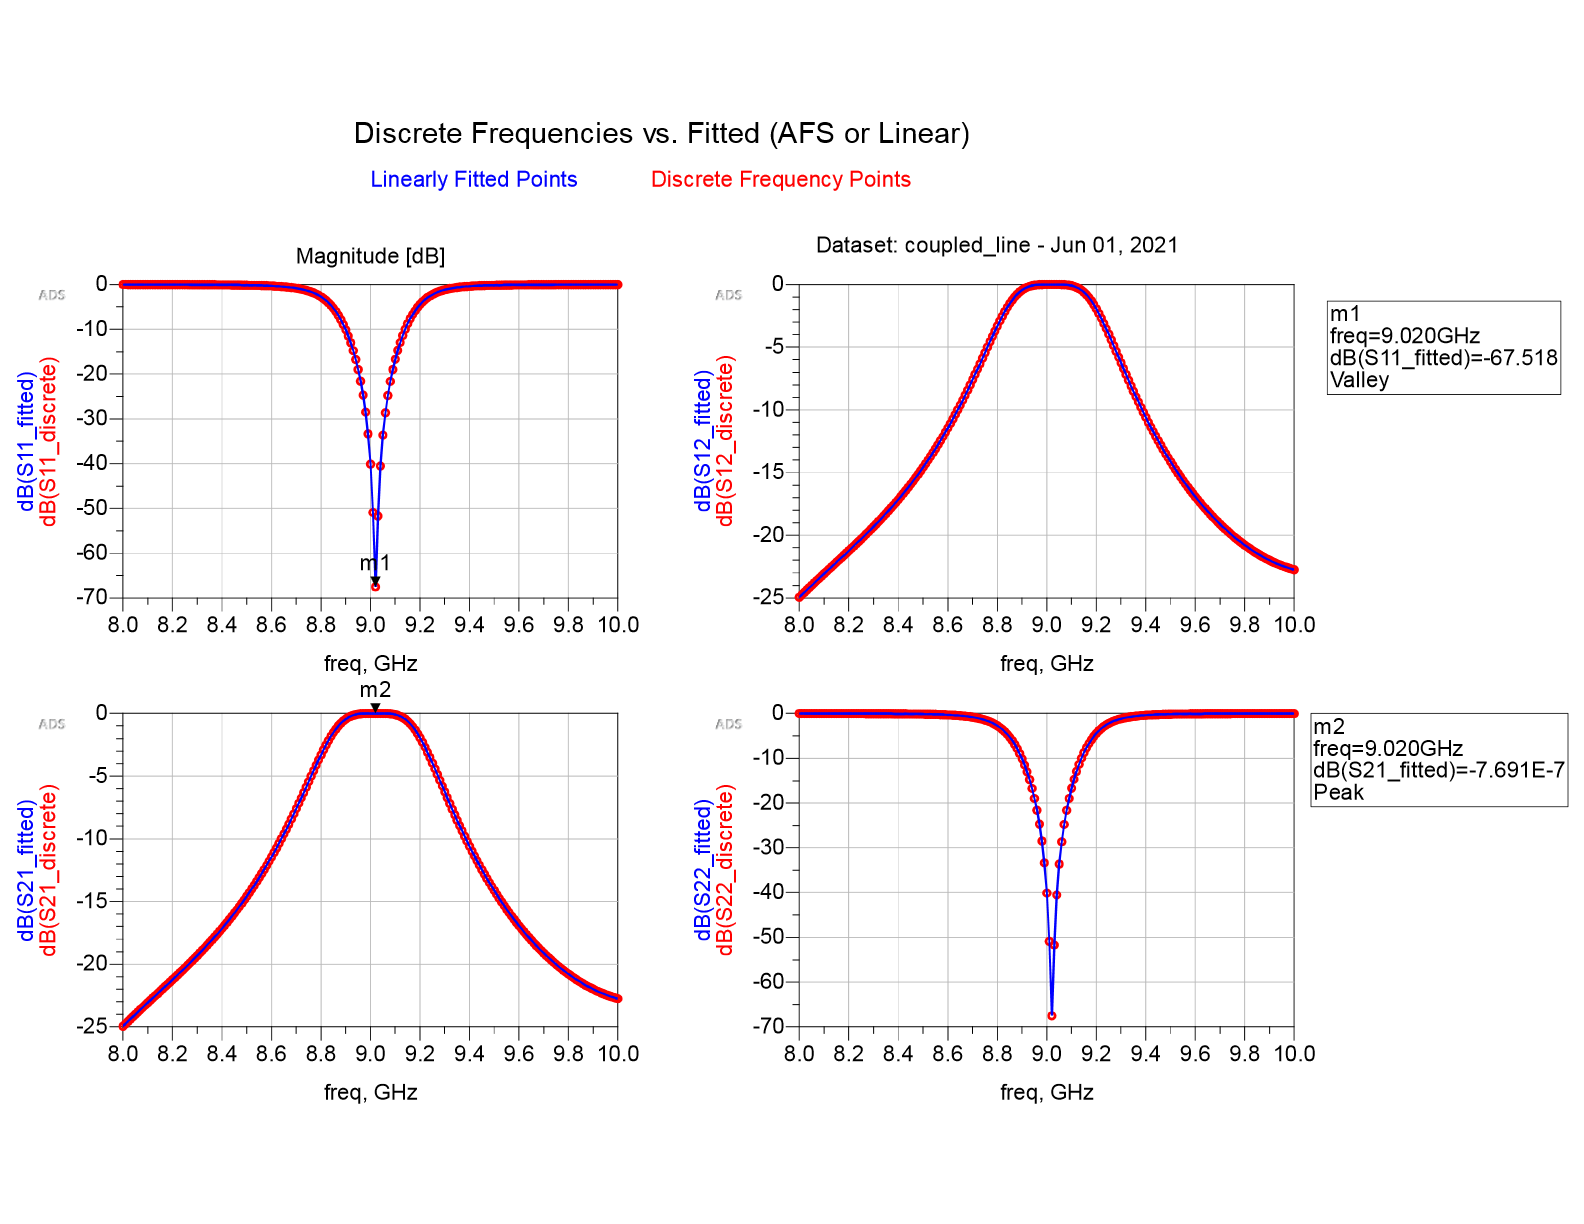 Discrete Frequencies vs. Fitted (AFS or Linear)
Linearly Fitted Points
Discrete Frequency Points
Magnitude [dB]
ADS
dB(S11_fitted)
dB(S11_discrete)
0
-10
-20
-30
-40
-50
-60
-70
m1
8.0 8.2 8.4 8.6 8.8 9.0 9.2 9.4 9.6 9.8 10.0
freq, GHz
Dataset: coupled_line - Jun 01, 2021
ADS
dB(S12_fitted)
dB(S12_discrete)
0
-5
-10
-15
-20
-25
8.0 8.2 8.4 8.6 8.8 9.0 9.2 9.4 9.6 9.8 10.0
freq, GHz
m1
freq=9.020GHz
dB(S11_fitted)=-67.518
Valley
m2
ADS
dB(S21_fitted)
dB(S21_discrete)
0
-5
-10
-15
-20
-25
8.0 8.2 8.4 8.6 8.8 9.0 9.2 9.4 9.6 9.8 10.0
freq, GHz
ADS
dB(S22_fitted)
dB(S22_discrete)
0
-10
-20
-30
-40
-50
-60
-70
8.0 8.2 8.4 8.6 8.8 9.0 9.2 9.4 9.6 9.8 10.0
freq, GHz
m2
freq=9.020GHz
dB(S21_fitted)=-7.691E-7
Peak